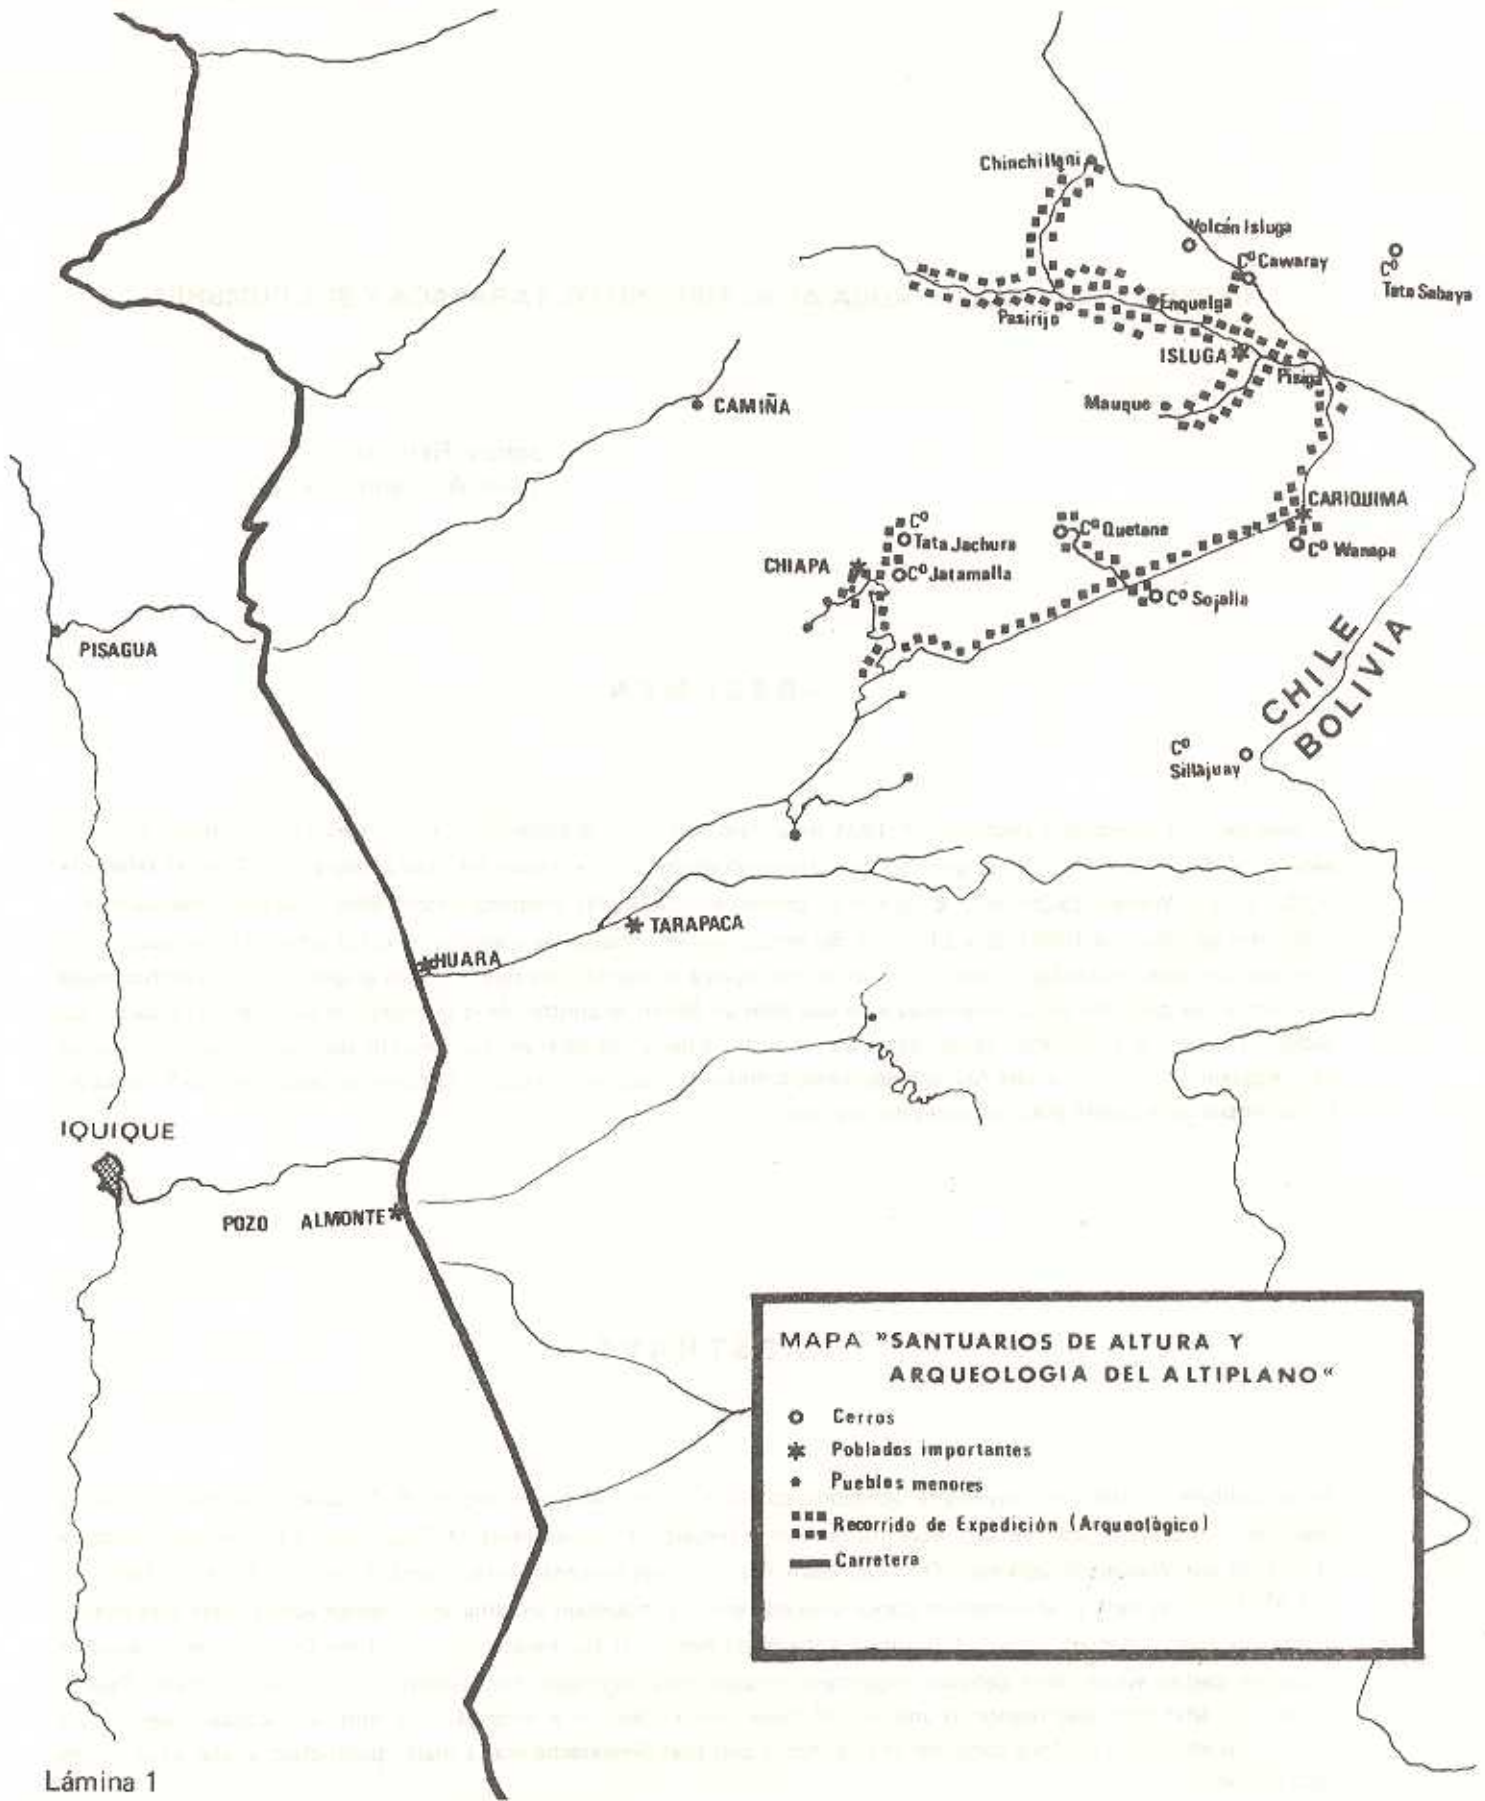 Chinchillani
Volcán Isluga
Cº Cawaray
Cº
Tata Sabaya
Enquelga
Pasirijo
ISLUGA
Pisiga
Mauque
CAMIÑA
CARIQUIMA
Cº
Tata Jachura
Cº Quetane
Cº Wanapa
CHIAPA
Cº Jatamalla
Cº Sojalla
PISAGUA
CHILE
BOLIVIA
Cº
Sillajuay
TARAPACA
HUARA
IQUIQUE
POZO ALMONTE
MAPA "SANTUARIOS DE ALTURA Y
ARQUEOLOGIA DEL ALTIPLANO"
Cerros
Poblados importantes
Pueblos menores
Recorrido de Expedición (Arqueològico)
Carretera
Lámina 1